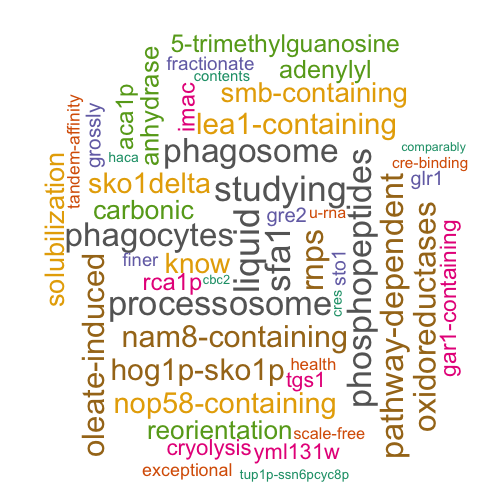 5-trimethylguanosine
fractionate
adenylyl
contents
smb-containing
aca1p
anhydrase
imac
tandem-affinity
grossly
lea1-containing
haca
phagosome
comparably
cre-binding
glr1
solubilization
sko1delta
studying
phosphopeptides
carbonic
gre2
u-rna
pathway-dependent
oxidoreductases
phagocytes
liquid
sfa1
rnps
gar1-containing
finer
know
sto1
rca1p
cbc2
oleate-induced
processosome
cres
nam8-containing
hog1p-sko1p
health
tgs1
nop58-containing
reorientation
scale-free
cryolysis
yml131w
exceptional
tup1p-ssn6pcyc8p